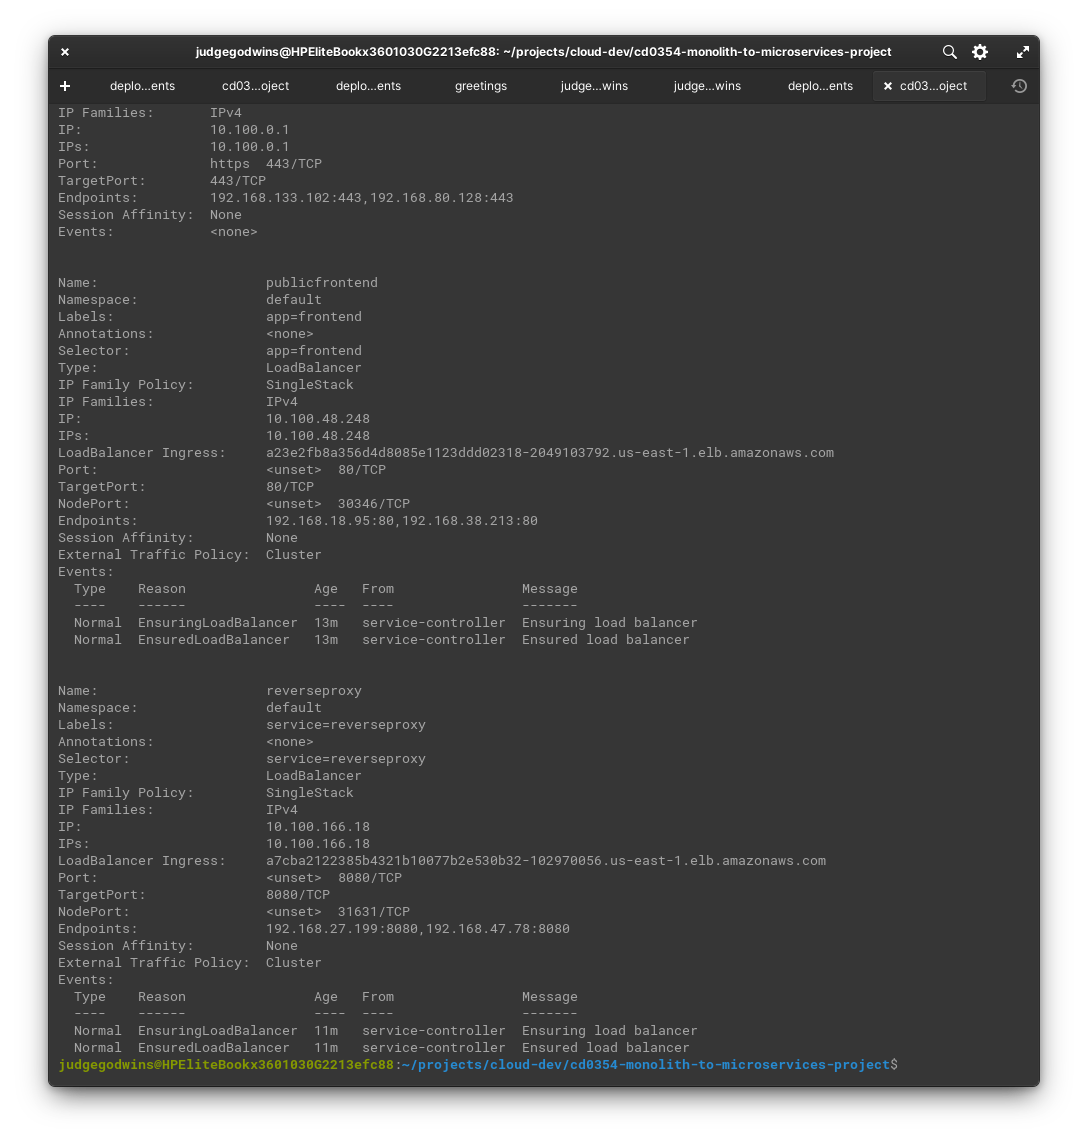 judgegodwins@HPEliteBookx3601030G2213efc88: ~/projects/cloud-dev/cd0354-monolith-to-microservices-project
deplo...ents cd03...oject deplo...ents greetings judge...wins judge...wins deplo...ents cd03...oject
IP Families:       IPv4
IP:                10.100.0.1
IPs:               10.100.0.1
Port:              https  443/TCP
TargetPort:        443/TCP
Endpoints:         192.168.133.102:443,192.168.80.128:443
Session Affinity:  None
Events:            <none>
Name:                     publicfrontend
Namespace:                default
Labels:                   app=frontend
Annotations:              <none>
Selector:                 app=frontend
Type:                     LoadBalancer
IP Family Policy:         SingleStack
IP Families:              IPv4
IP:                       10.100.48.248
IPs:                      10.100.48.248
LoadBalancer Ingress:     a23e2fb8a356d4d8085e1123ddd02318-2049103792.us-east-1.elb.amazonaws.com
Port:                     <unset>  80/TCP
TargetPort:               80/TCP
NodePort:                 <unset>  30346/TCP
Endpoints:                192.168.18.95:80,192.168.38.213:80
Session Affinity:         None
External Traffic Policy:  Cluster
Events:
  Type    Reason                Age   From                Message
  ----    ------                ----  ----                -------
  Normal  EnsuringLoadBalancer  13m   service-controller  Ensuring load balancer
  Normal  EnsuredLoadBalancer   13m   service-controller  Ensured load balancer
Name:                     reverseproxy
Namespace:                default
Labels:                   service=reverseproxy
Annotations:              <none>
Selector:                 service=reverseproxy
Type:                     LoadBalancer
IP Family Policy:         SingleStack
IP Families:              IPv4
IP:                       10.100.166.18
IPs:                      10.100.166.18
LoadBalancer Ingress:     a7cba2122385b4321b10077b2e530b32-102970056.us-east-1.elb.amazonaws.com
Port:                     <unset>  8080/TCP
TargetPort:               8080/TCP
NodePort:                 <unset>  31631/TCP
Endpoints:                192.168.27.199:8080,192.168.47.78:8080
Session Affinity:         None
External Traffic Policy:  Cluster
Events:
  Type    Reason                Age   From                Message
  ----    ------                ----  ----                -------
  Normal  EnsuringLoadBalancer  11m   service-controller  Ensuring load balancer
  Normal  EnsuredLoadBalancer   11m   service-controller  Ensured load balancer
judgegodwins@HPEliteBookx3601030G2213efc88:~/projects/cloud-dev/cd0354-monolith-to-microservices-project$